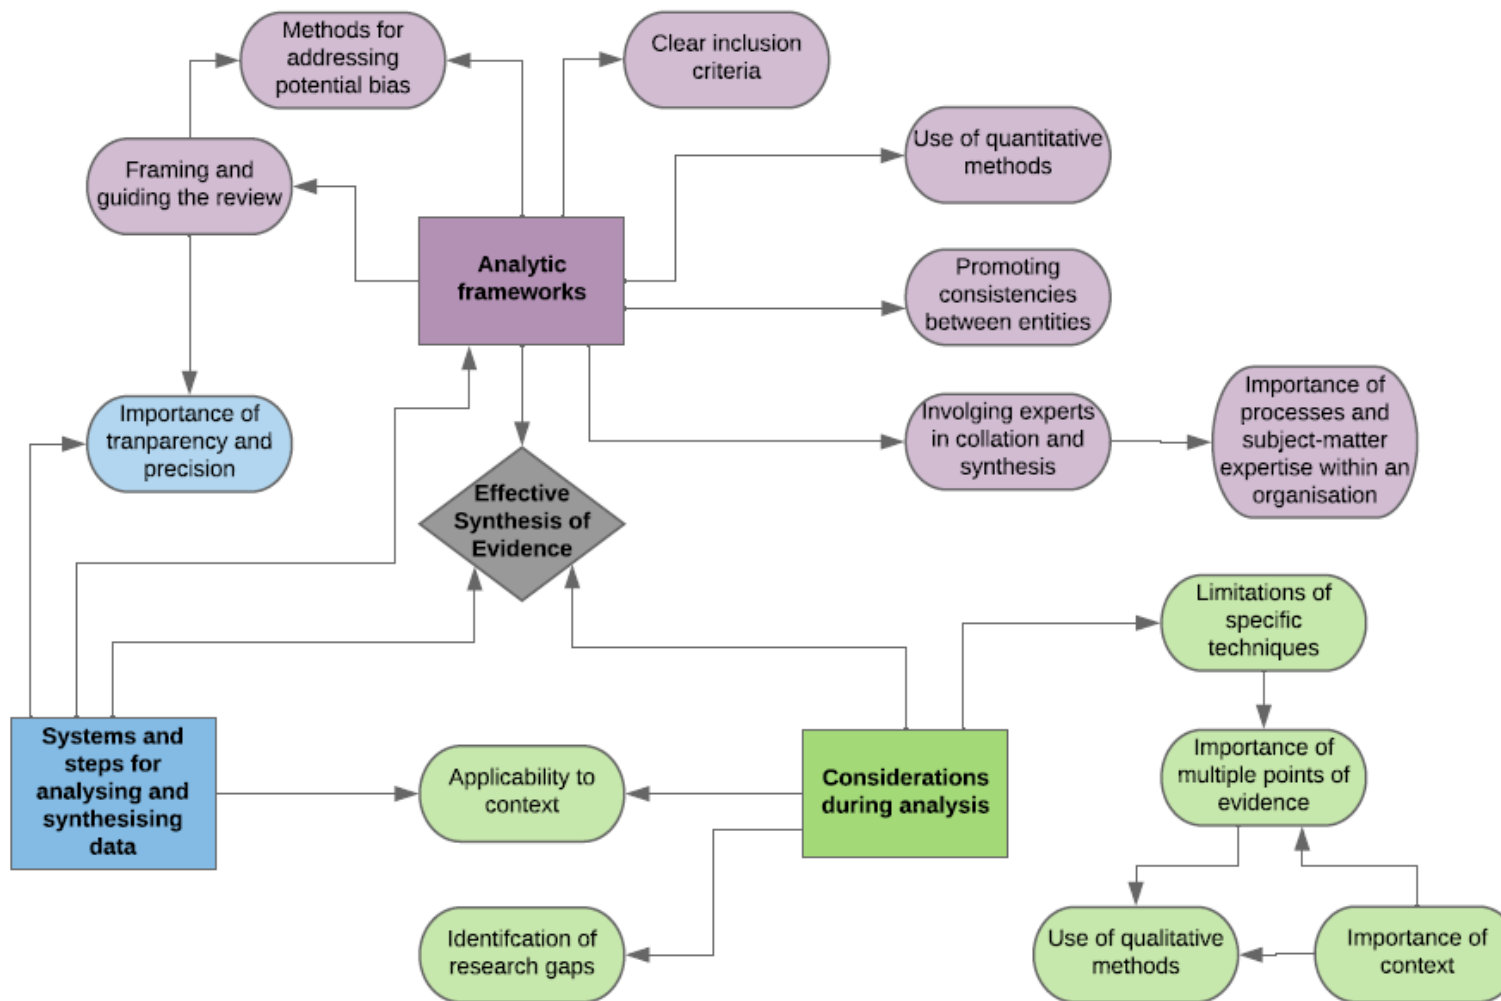 Methods for
addressing
potential bias
Clear inclusion
criteria
Use of quantitative
methods
Framing and
guiding the review
Analytic
frameworks
Promoting
consistencies
between entities
Importance of
tranparency and
precision
Involging experts
in collation and
synthesis
Importance of
processes and
subject-matter
expertise within an
organisation
Effective
Synthesis of
Evidence
Limitations of
specific
techniques
Systems and
steps for
analysing and
synthesising
data
Applicability to
context
Considerations
during analysis
Importance of
multiple points of
evidence
Identifcation of
research gaps
Use of qualitative
methods
Importance of
context